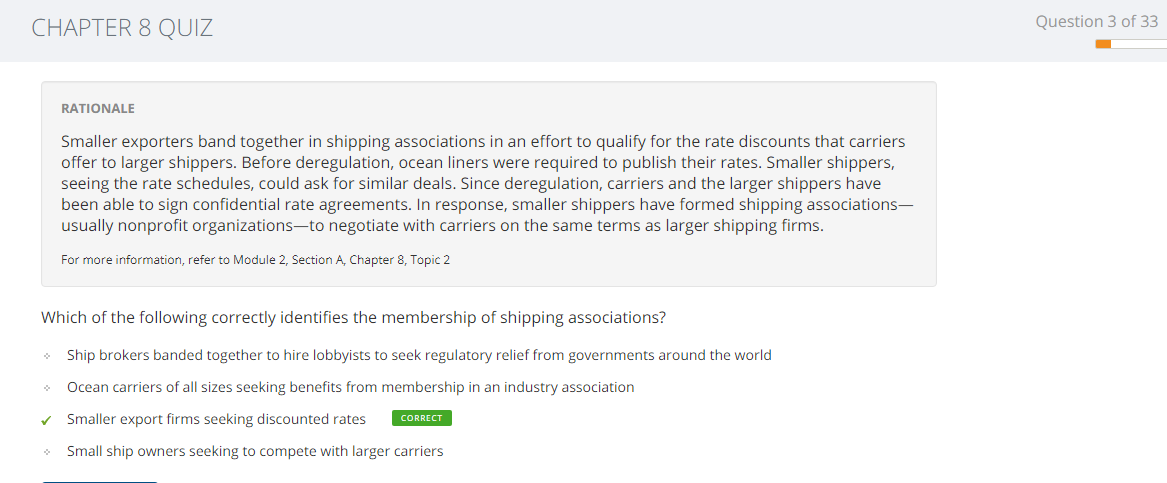 CHAPTER 8 QUIZ
Question 3 of 33
RATIONALE
Smaller exporters band together in shipping associations in an effort to qualify for the rate discounts that carriers
offer to larger shippers. Before deregulation, ocean liners were required to publish their rates. Smaller shippers,
seeing the rate schedules, could ask for similar deals. Since deregulation, carriers and the larger shippers have
been able to sign confidential rate agreements. In response, smaller shippers have formed shipping associations—
usually nonprofit organizations—to negotiate with carriers on the same terms as larger shipping firms.
For more information, refer to Module 2, Section A, Chapter 8, Topic 2
Which of the following correctly identifies the membership of shipping associations?
Ship brokers banded together to hire lobbyists to seek regulatory relief from governments around the world
Ocean carriers of all sizes seeking benefits from membership in an industry association
Smaller export firms seeking discounted rates CORRECT
Small ship owners seeking to compete with larger carriers